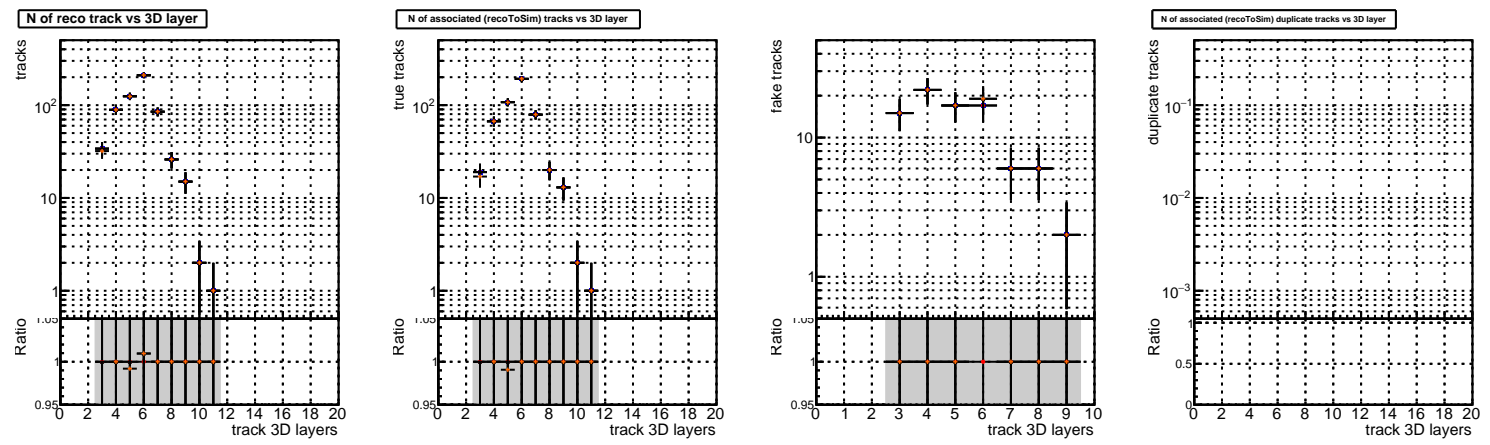 N of reco track vs 3D layer
tracks
10²
10
1
Ratio
1.05
1
0.95
0 2 4 6 8 10 12 14 16 18 20
track 3D layers
N of associated (recoToSim) tracks vs 3D layer
true tracks
10²
10
1
Ratio
1.05
1
0.95
0 2 4 6 8 10 12 14 16 18 20
track 3D layers
fake tracks
10
1
Ratio
1.05
1
0.95
0 1 2 3 4 5 6 7 8 9 10
track 3D layers
N of associated (recoToSim) duplicate tracks vs 3D layer
duplicate tracks
10⁻¹
10⁻²
10⁻³
Ratio
1
0.5
0
0 2 4 6 8 10 12 14 16 18 20
track 3D layers